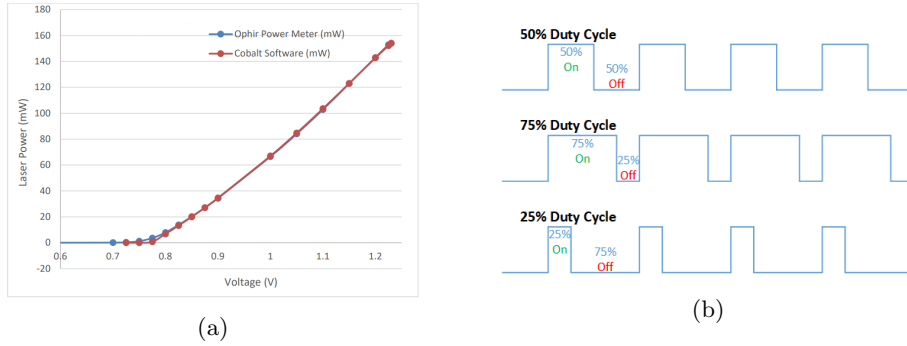 180
160
140
120
100
80
60
40
20
0
-20
Laser Power (mW)
Ophir Power Meter (mW)
Cobalt Software (mW)
0.6 0.7 0.8 0.9 1 1.1 1.2
Voltage (V)
(a)
50% Duty Cycle
50%
On
50%
Off
75% Duty Cycle
75%
On
25%
Off
25% Duty Cycle
25%
On
75%
Off
(b)